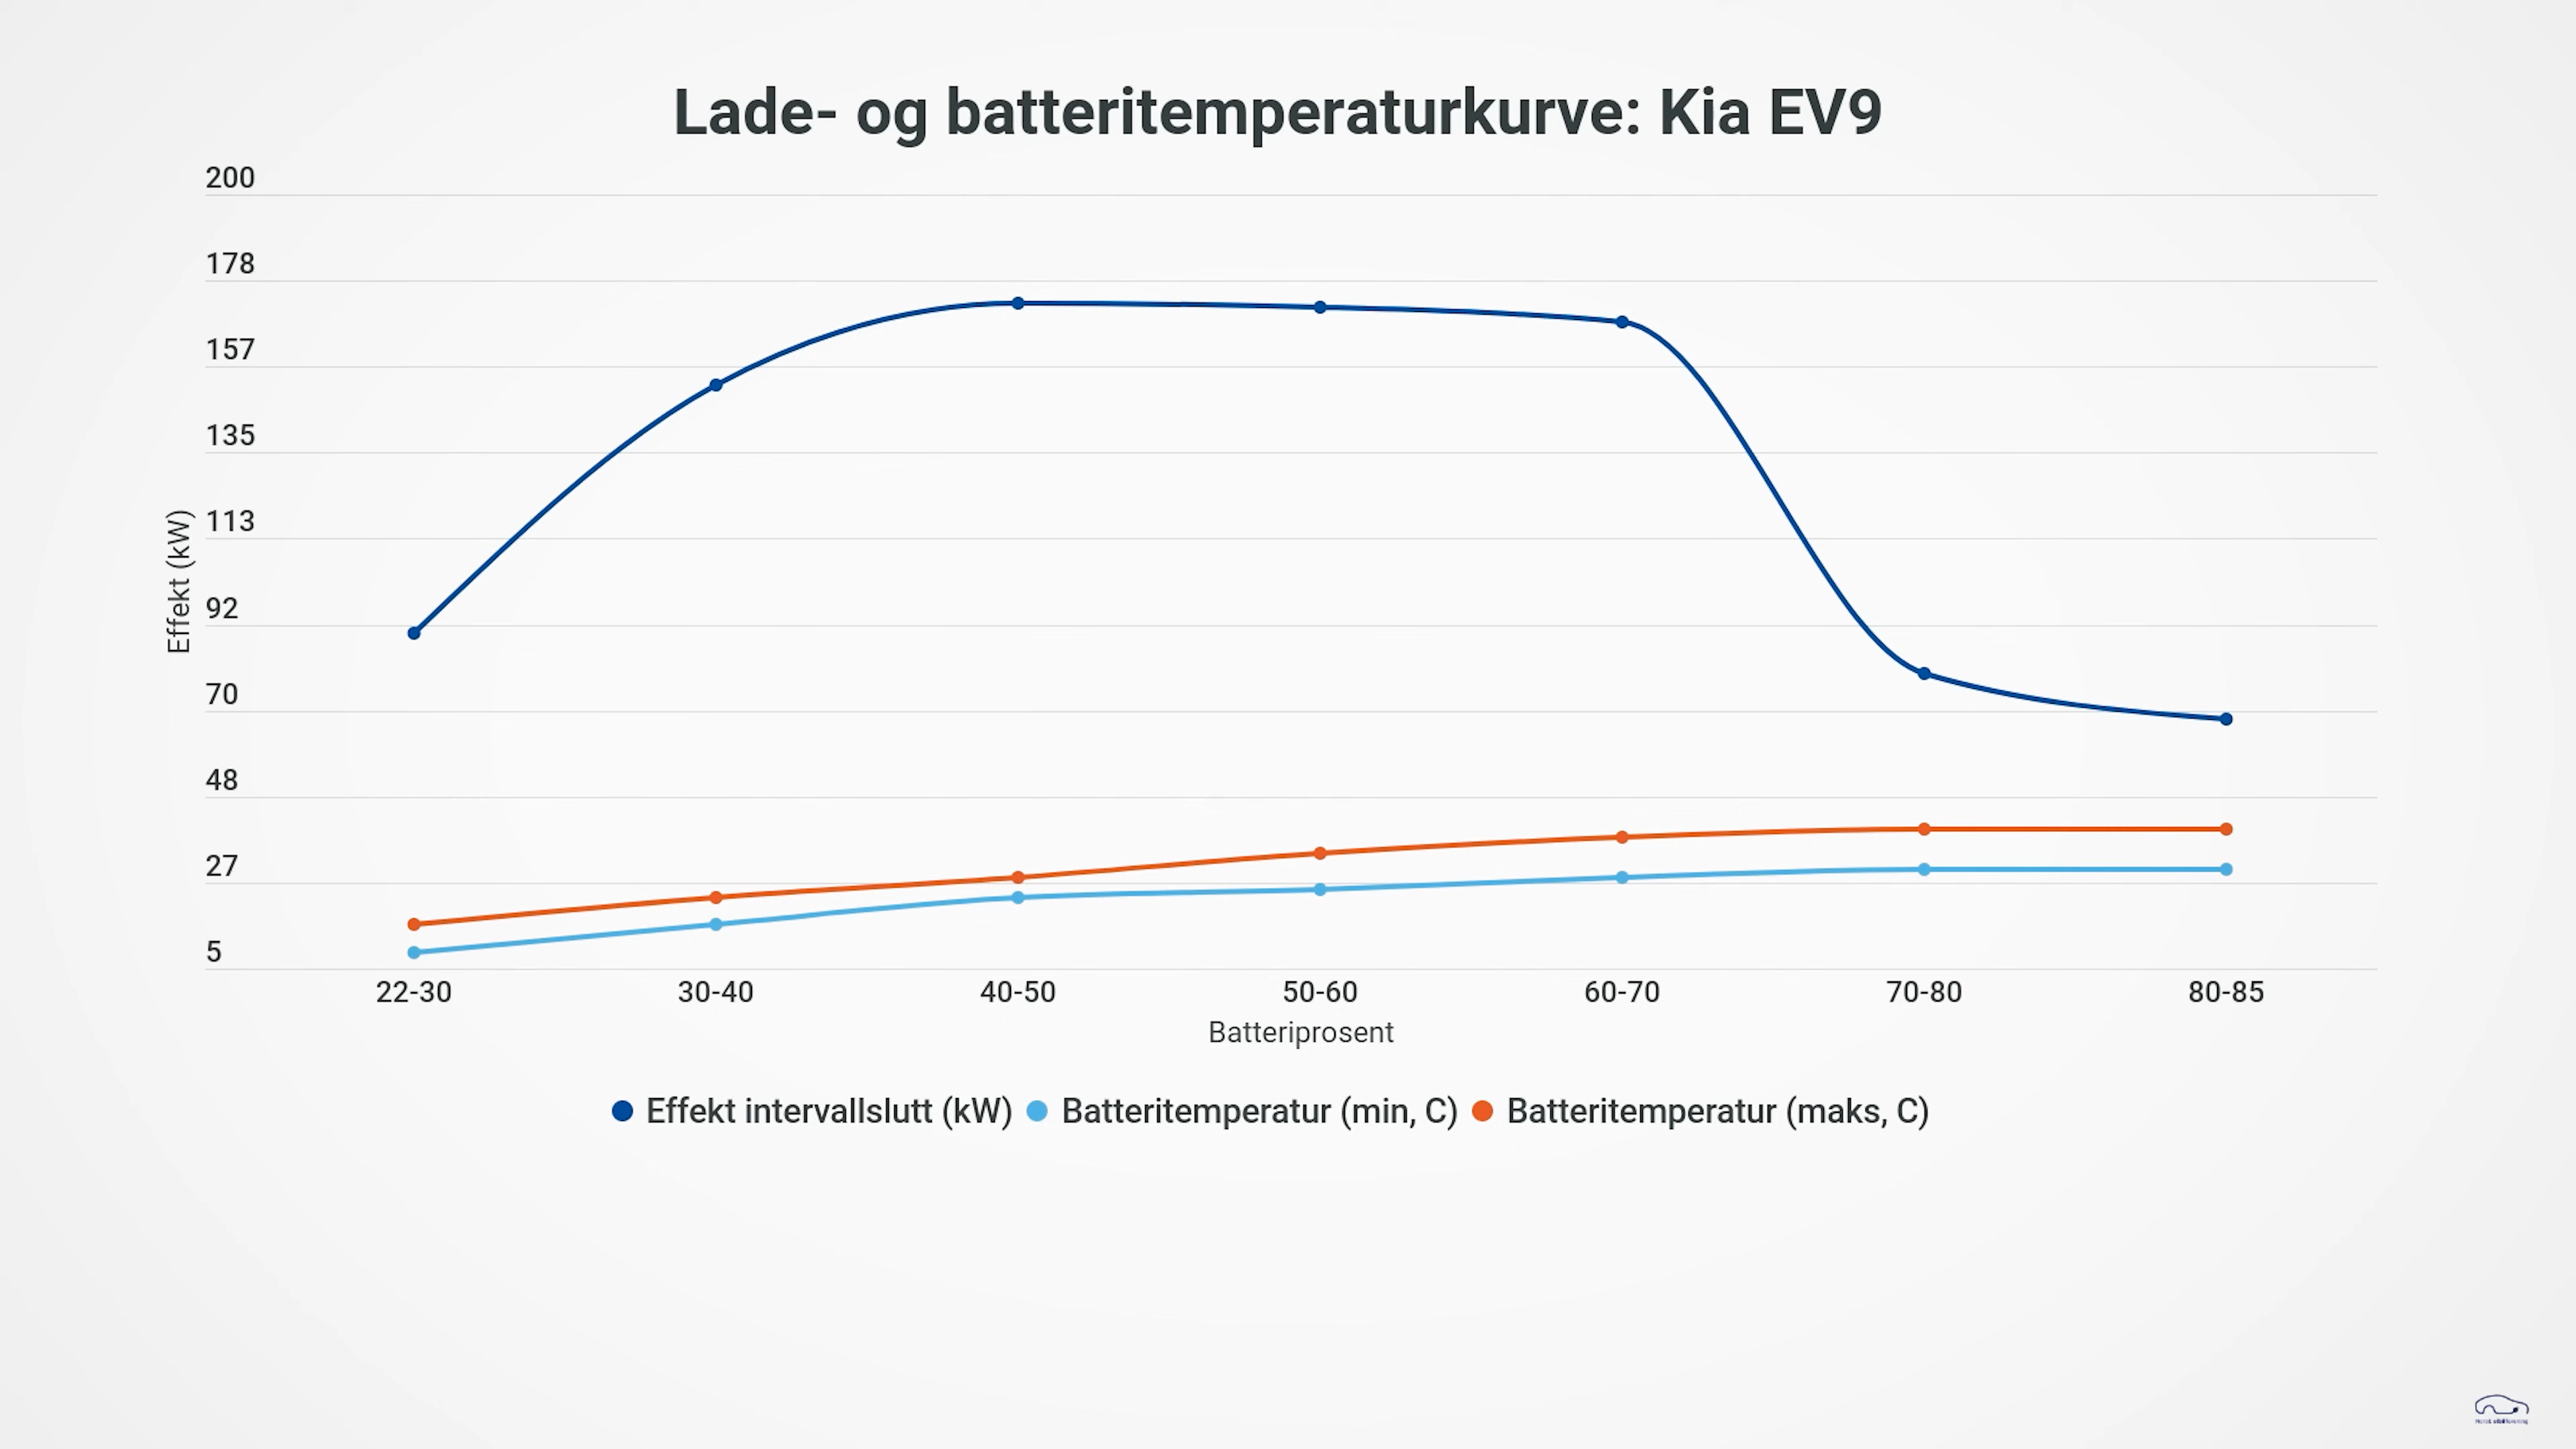 Lade- og batteritemperaturkurve: Kia EV9
200
178
157
135
113
92
70
48
27
5
Effekt (kW)
22-30 30-40 40-50 50-60 60-70 70-80 80-85
Batteriprosent
Effekt intervallslutt (kW) Batteritemperatur (min, C) Batteritemperatur (maks, C)
Norsk elbilforening